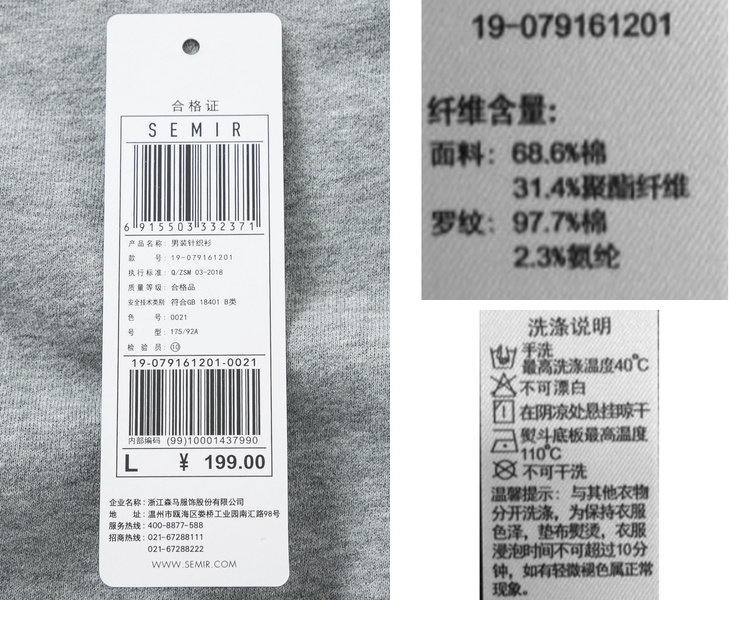 合格证
SEMIR
6 915503 332371
产品名称: 男装针织衫
款 号: 19-079161201
执行标准: Q/ZSM 03-2018
质量等级: 合格品
安全技术类别 符合GB 18401 B类
色 号: 0021
号 型: 175/92A
检 验 员: ⑩
19-079161201-0021
内部编码 (99)10001437990
L ¥ 199.00
企业名称: 浙江森马服饰股份有限公司
地 址: 温州市瓯海区娄桥工业园南汇路98号
服务热线: 400-8877-588
招商热线: 021-67288111
021-67288222
WWW.SEMIR.COM
19-079161201
纤维含量:
面料: 68.6%棉
31.4%聚酯纤维
罗纹: 97.7%棉
2.3%氨纶
洗涤说明
手洗
最高洗涤温度40℃
不可漂白
在阴凉处悬挂晾干
熨斗底板最高温度
110℃
不可干洗
温馨提示: 与其他衣物
分开洗涤, 为保持衣服
色泽, 垫布熨烫, 衣服
浸泡时间不可超过10分
钟, 如有轻微褪色属正常
现象。